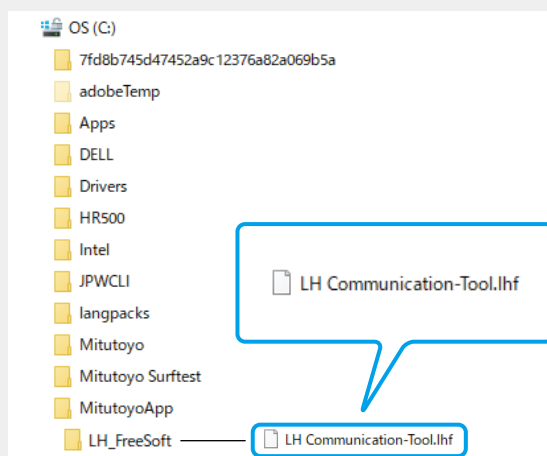 OS (C:)
7fd8b745d47452a9c12376a82a069b5a
adobeTemp
Apps
DELL
Drivers
HR500
Intel
JPWCLI
langpacks
Mitutoyo
Mitutoyo Surftest
MitutoyoApp
LH_FreeSoft
LH Communication-Tool.lhf
LH Communication-Tool.lhf